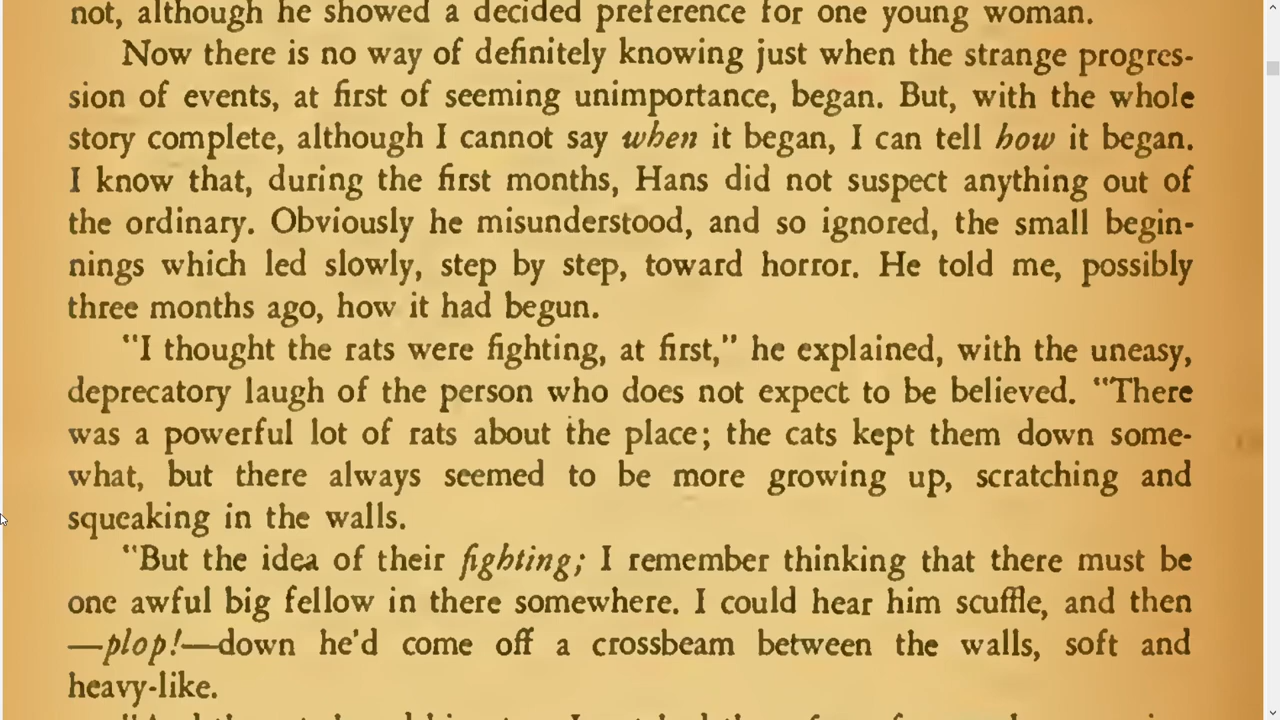 not, although he showed a decided preference for one young woman.
Now there is no way of definitely knowing just when the strange progres-
sion of events, at first of seeming unimportance, began. But, with the whole
story complete, although I cannot say when it began, I can tell how it began.
I know that, during the first months, Hans did not suspect anything out of
the ordinary. Obviously he misunderstood, and so ignored, the small begin-
nings which led slowly, step by step, toward horror. He told me, possibly
three months ago, how it had begun.
"I thought the rats were fighting, at first," he explained, with the uneasy,
deprecatory laugh of the person who does not expect to be believed. "There
was a powerful lot of rats about the place; the cats kept them down some-
what, but there always seemed to be more growing up, scratching and
squeaking in the walls.
"But the idea of their fighting; I remember thinking that there must be
one awful big fellow in there somewhere. I could hear him scuffle, and then
—plop!—down he'd come off a crossbeam between the walls, soft and
heavy-like.